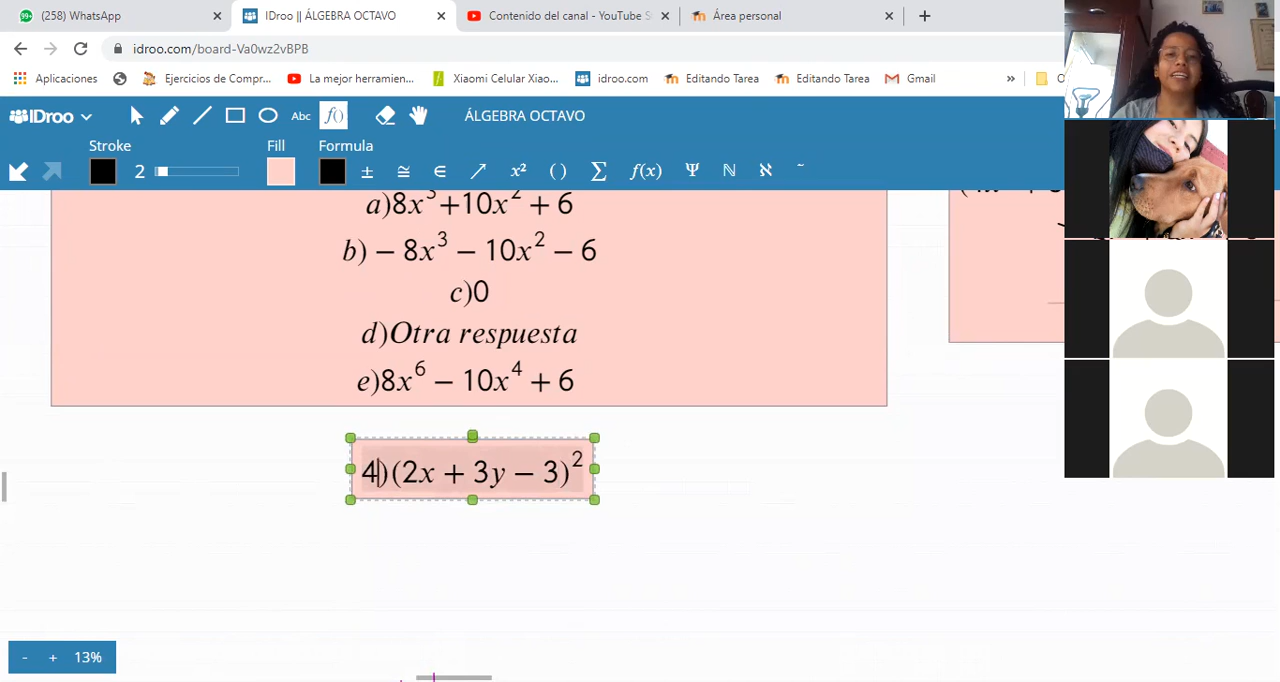 (258) WhatsApp
IDroo || ÁLGEBRA OCTAVO
Contenido del canal - YouTube S
Área personal
idroo.com/board-Va0wz2vBPB
Aplicaciones
Ejercicios de Compr...
La mejor herramien...
Xiaomi Celular Xiao...
idroo.com
Editando Tarea
Editando Tarea
Gmail
»
IDroo
Abc
f()
ÁLGEBRA OCTAVO
Stroke
Fill
Formula
2
± ≅ ∈ x² ( ) ∑ f(x) Ψ ℕ ℵ ~
a)8x³+10x² + 6
b) − 8x³ − 10x² − 6
c)0
d)Otra respuesta
e)8x⁶ − 10x⁴ + 6
4)(2x + 3y − 3)²
- + 13%